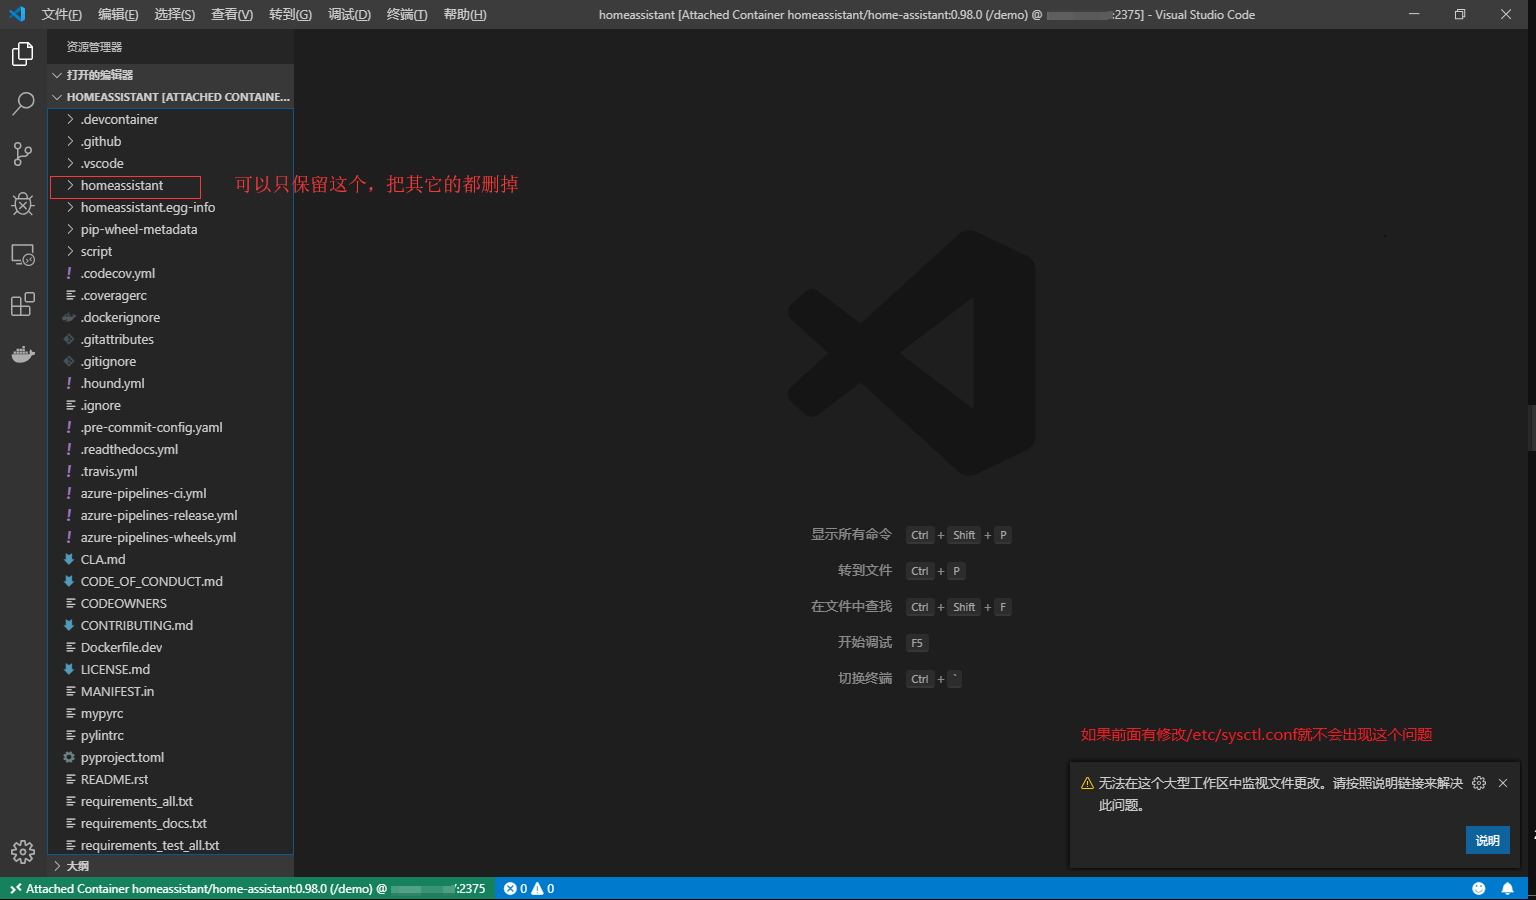 文件(F) 编辑(E) 选择(S) 查看(V) 转到(G) 调试(D) 终端(T) 帮助(H) homeassistant [Attached Container homeassistant/home-assistant:0.98.0 (/demo) @ :2375] - Visual Studio Code
资源管理器
打开的编辑器
HOMEASSISTANT [ATTACHED CONTAINE...
.devcontainer
.github
.vscode
homeassistant 可以只保留这个，把其它的都删掉
homeassistant.egg-info
pip-wheel-metadata
script
! .codecov.yml
.coveragerc
.dockerignore
.gitattributes
.gitignore
! .hound.yml
.ignore
! .pre-commit-config.yaml
! .readthedocs.yml
! .travis.yml
! azure-pipelines-ci.yml
! azure-pipelines-release.yml
! azure-pipelines-wheels.yml
CLA.md
CODE_OF_CONDUCT.md
CODEOWNERS
CONTRIBUTING.md
Dockerfile.dev
LICENSE.md
MANIFEST.in
mypyrc
pylintrc
pyproject.toml
README.rst
requirements_all.txt
requirements_docs.txt
requirements_test_all.txt
大纲
显示所有命令 Ctrl + Shift + P
转到文件 Ctrl + P
在文件中查找 Ctrl + Shift + F
开始调试 F5
切换终端 Ctrl + `
如果前面有修改/etc/sysctl.conf就不会出现这个问题
无法在这个大型工作区中监视文件更改。请按照说明链接来解决
此问题。
说明
Attached Container homeassistant/home-assistant:0.98.0 (/demo) @ :2375 0 0